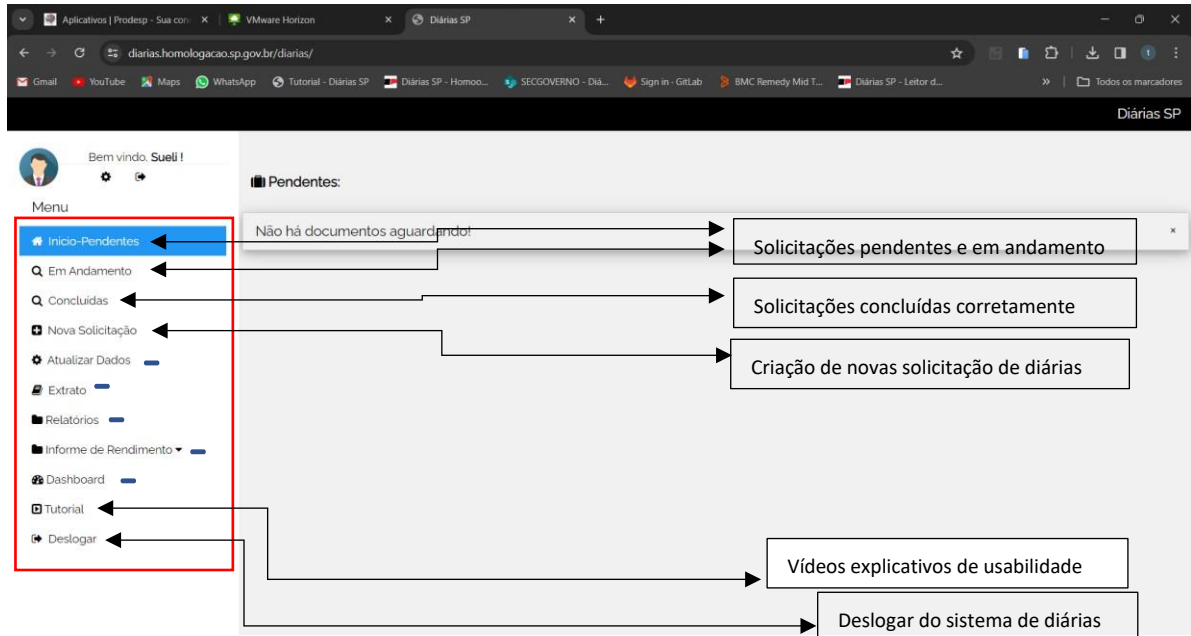 Aplicativos | Prodesp - Sua con
VMware Horizon
Diárias SP
diarias.homologacao.sp.gov.br/diarias/
Gmail YouTube Maps WhatsApp Tutorial - Diárias SP Diárias SP - Homoo... SECGOVERNO - Diá... Sign in · GitLab BMC Remedy Mid T... Diárias SP - Leitor d... » Todos os marcadores
Diárias SP
Bem vindo, Sueli !
Menu
Pendentes:
Inicio-Pendentes
Não há documentos aguardando!
×
Solicitações pendentes e em andamento
Em Andamento
Concluídas
Solicitações concluídas corretamente
Nova Solicitação
Criação de novas solicitação de diárias
Atualizar Dados
Extrato
Relatórios
Informe de Rendimento
Dashboard
Tutorial
Vídeos explicativos de usabilidade
Deslogar
Deslogar do sistema de diárias